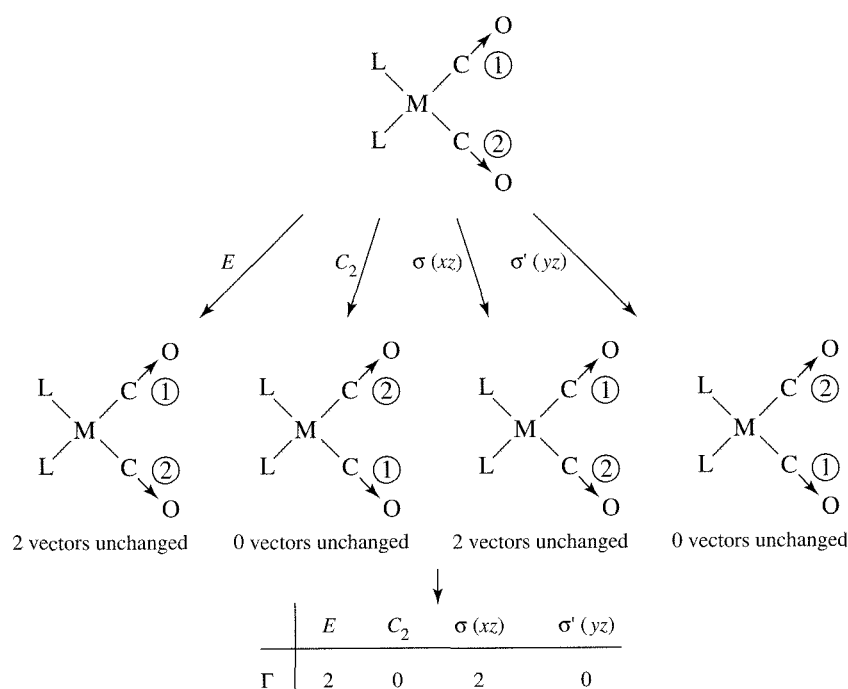 O
L C ①
M
L C ②
O
E C₂ σ (xz) σ' (yz)
O O O O
L C ① L C ② L C ① L C ②
M M M M
L C ② L C ① L C ② L C ①
O O O O
2 vectors unchanged 0 vectors unchanged 2 vectors unchanged 0 vectors unchanged
E C₂ σ (xz) σ' (yz)
Γ 2 0 2 0